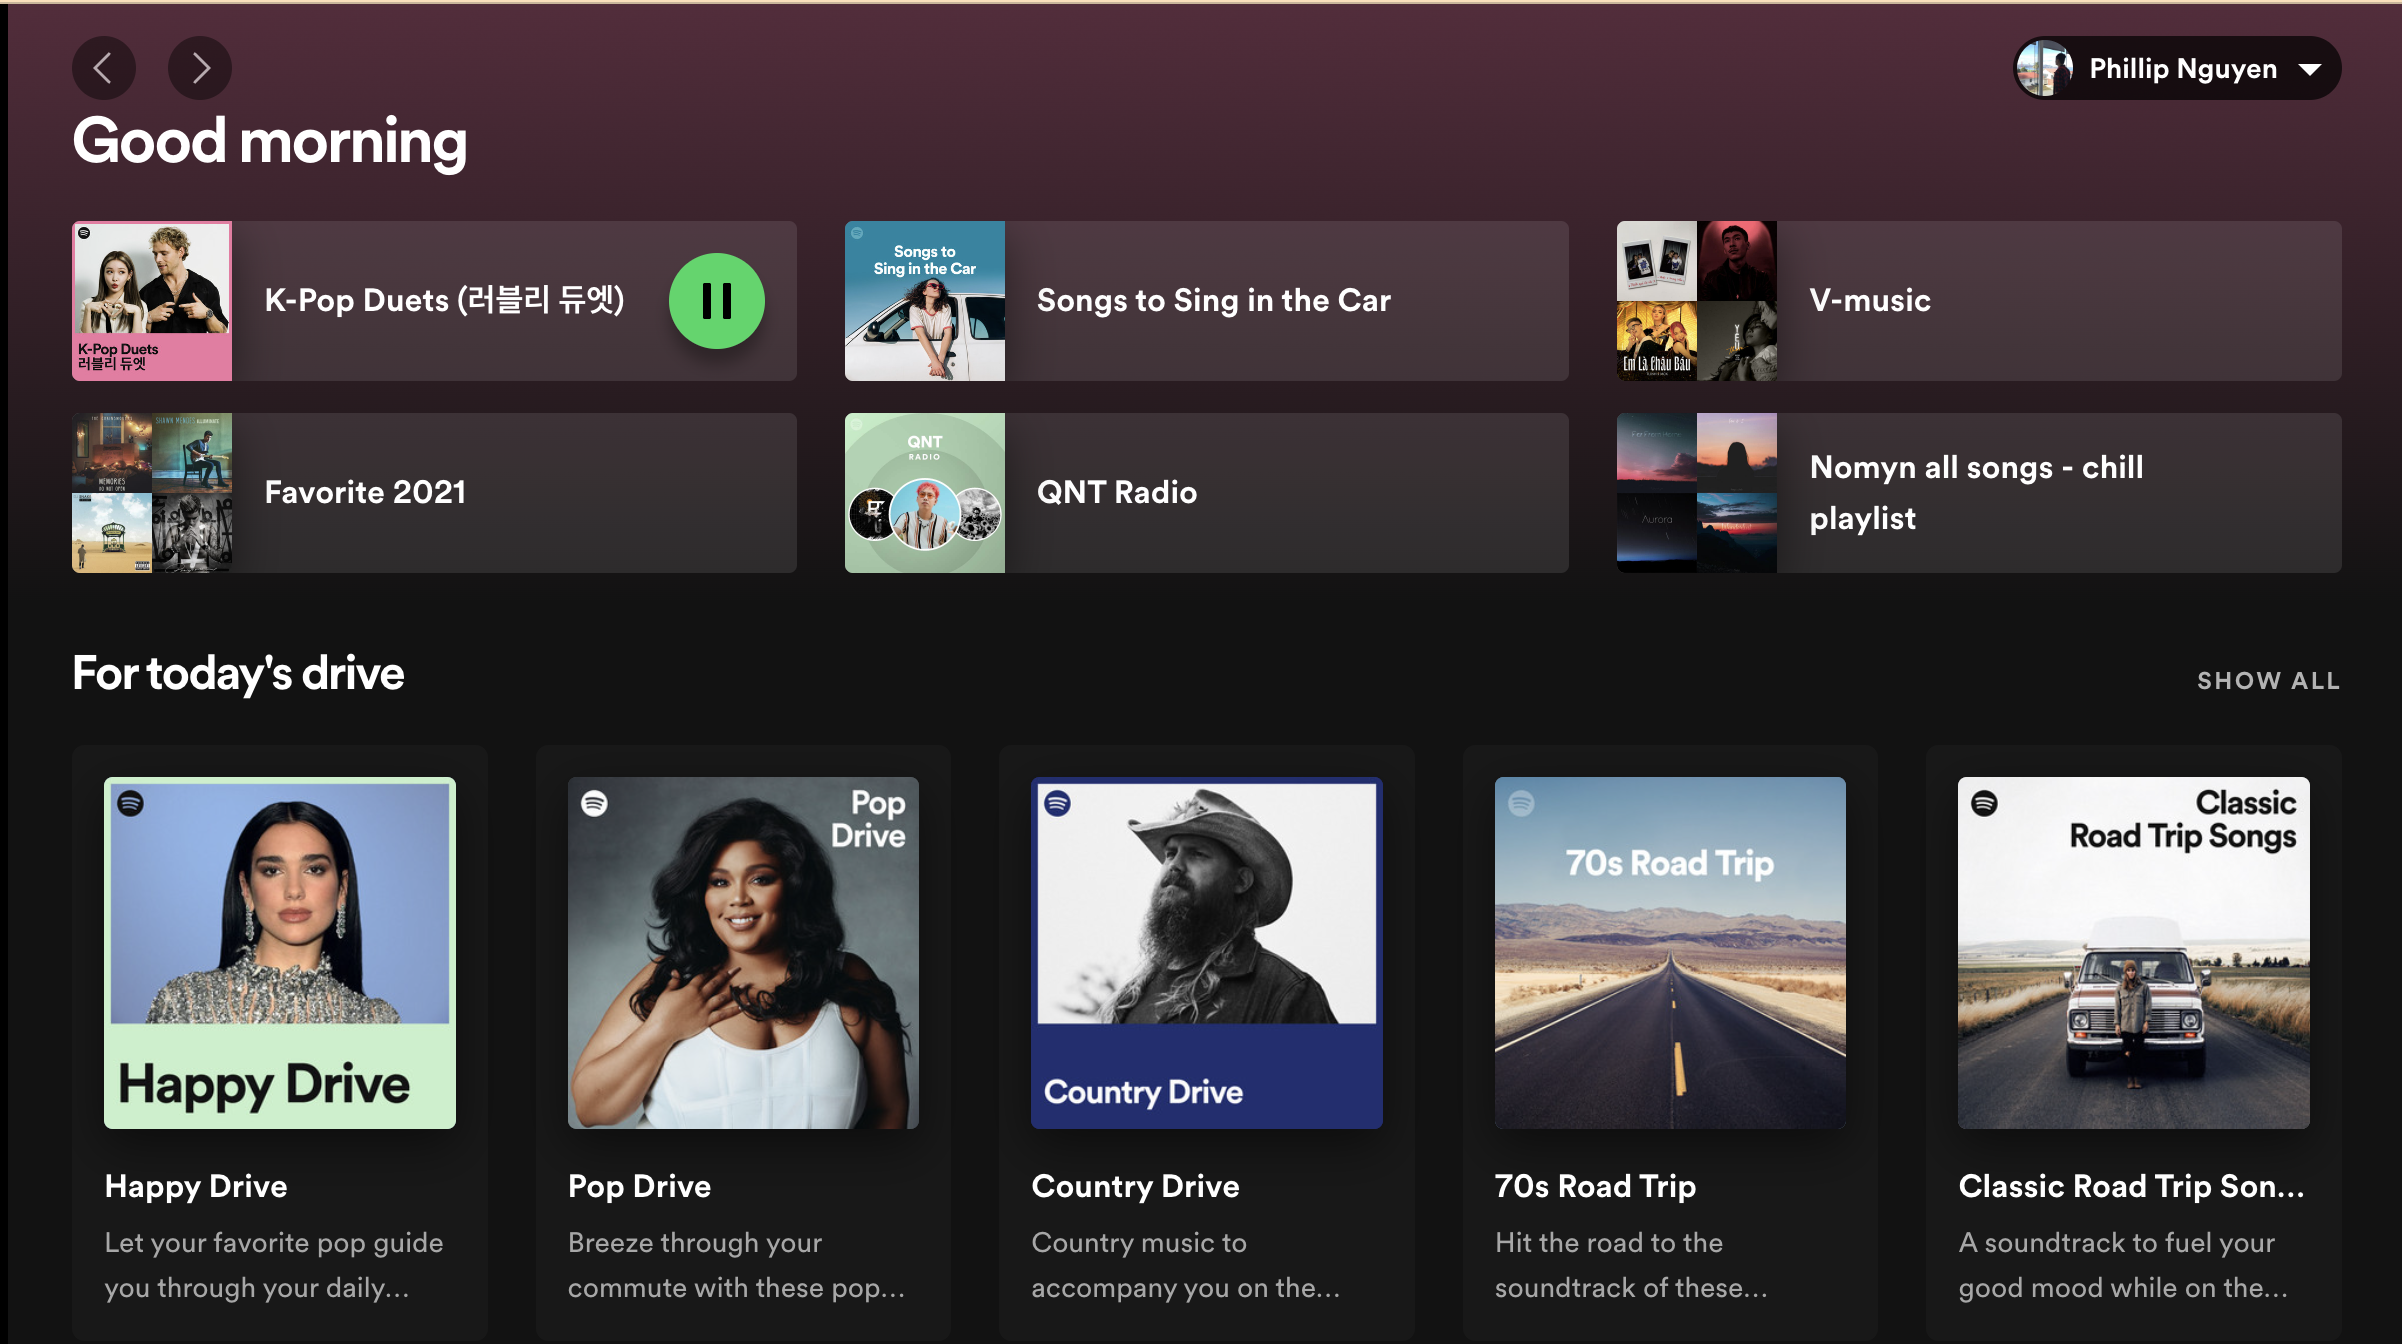 Phillip Nguyen
Good morning
K-Pop Duets
러블리 듀엣
K-Pop Duets (러블리 듀엣)
Songs to
Sing in the Car
Songs to Sing in the Car
Em Là Châu Báu
V-music
SHAWN MENDES ILLUMINATE
MEMORIES
DO NOT OPEN
Favorite 2021
QNT
RADIO
QNT Radio
Aurora
Nomyn all songs - chill
playlist
For today's drive
SHOW ALL
Happy Drive
Pop
Drive
Country Drive
70s Road Trip
Classic
Road Trip Songs
Happy Drive
Let your favorite pop guide
you through your daily...
Pop Drive
Breeze through your
commute with these pop...
Country Drive
Country music to
accompany you on the...
70s Road Trip
Hit the road to the
soundtrack of these...
Classic Road Trip Son...
A soundtrack to fuel your
good mood while on the...